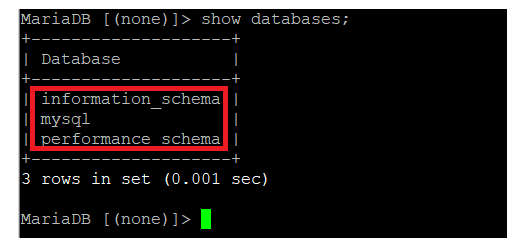 MariaDB [(none)]> show databases;
+--------------------+
| Database           |
+--------------------+
| information_schema |
| mysql              |
| performance_schema |
+--------------------+
3 rows in set (0.001 sec)
MariaDB [(none)]>